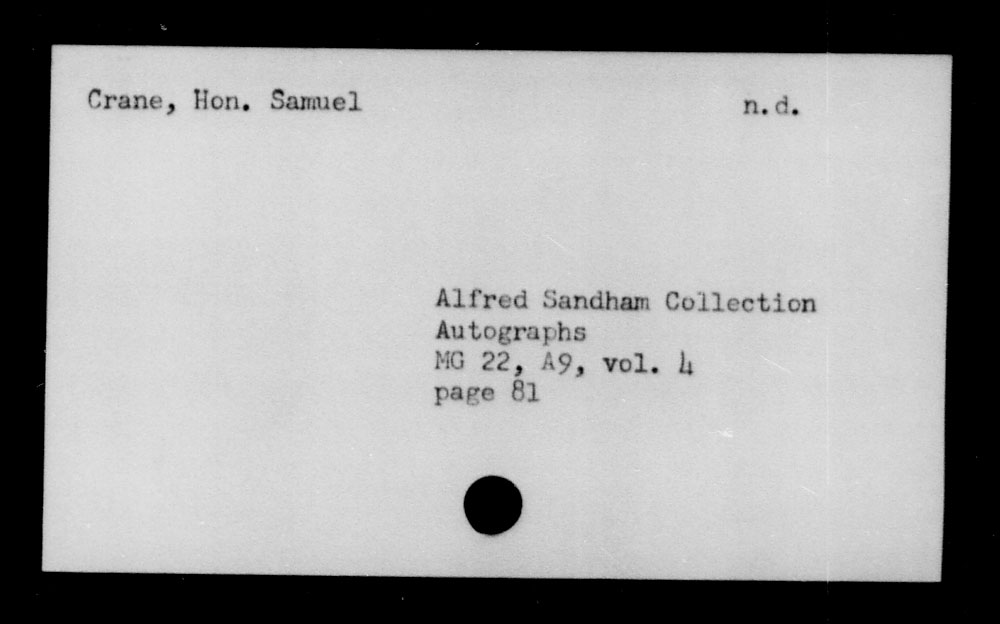 Crane, Hon. Samuel n.d.
Alfred Sandham Collection
Autographs
MG 22, A9, vol. 4
page 81